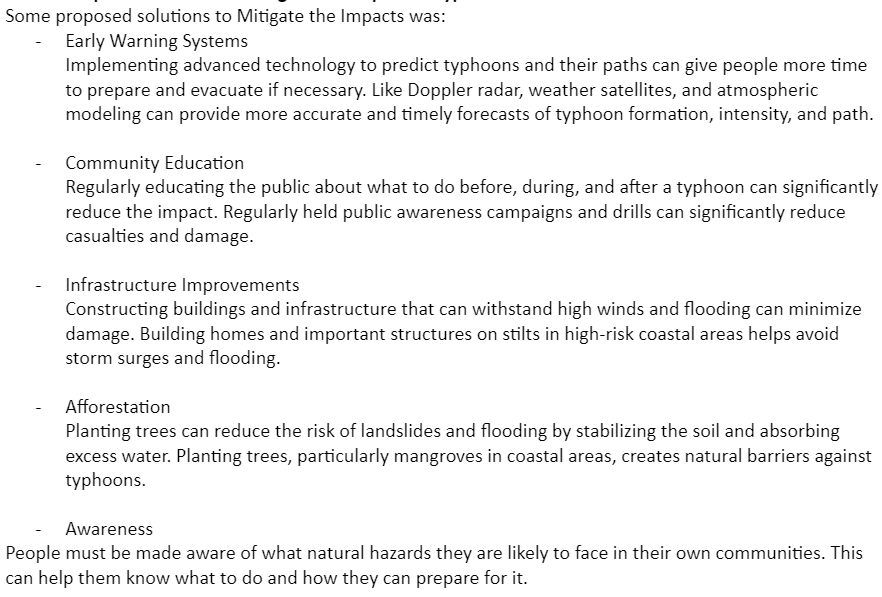 Some proposed solutions to Mitigate the Impacts was:
- Early Warning Systems
Implementing advanced technology to predict typhoons and their paths can give people more time
to prepare and evacuate if necessary. Like Doppler radar, weather satellites, and atmospheric
modeling can provide more accurate and timely forecasts of typhoon formation, intensity, and path.
- Community Education
Regularly educating the public about what to do before, during, and after a typhoon can significantly
reduce the impact. Regularly held public awareness campaigns and drills can significantly reduce
casualties and damage.
- Infrastructure Improvements
Constructing buildings and infrastructure that can withstand high winds and flooding can minimize
damage. Building homes and important structures on stilts in high-risk coastal areas helps avoid
storm surges and flooding.
- Afforestation
Planting trees can reduce the risk of landslides and flooding by stabilizing the soil and absorbing
excess water. Planting trees, particularly mangroves in coastal areas, creates natural barriers against
typhoons.
- Awareness
People must be made aware of what natural hazards they are likely to face in their own communities. This
can help them know what to do and how they can prepare for it.